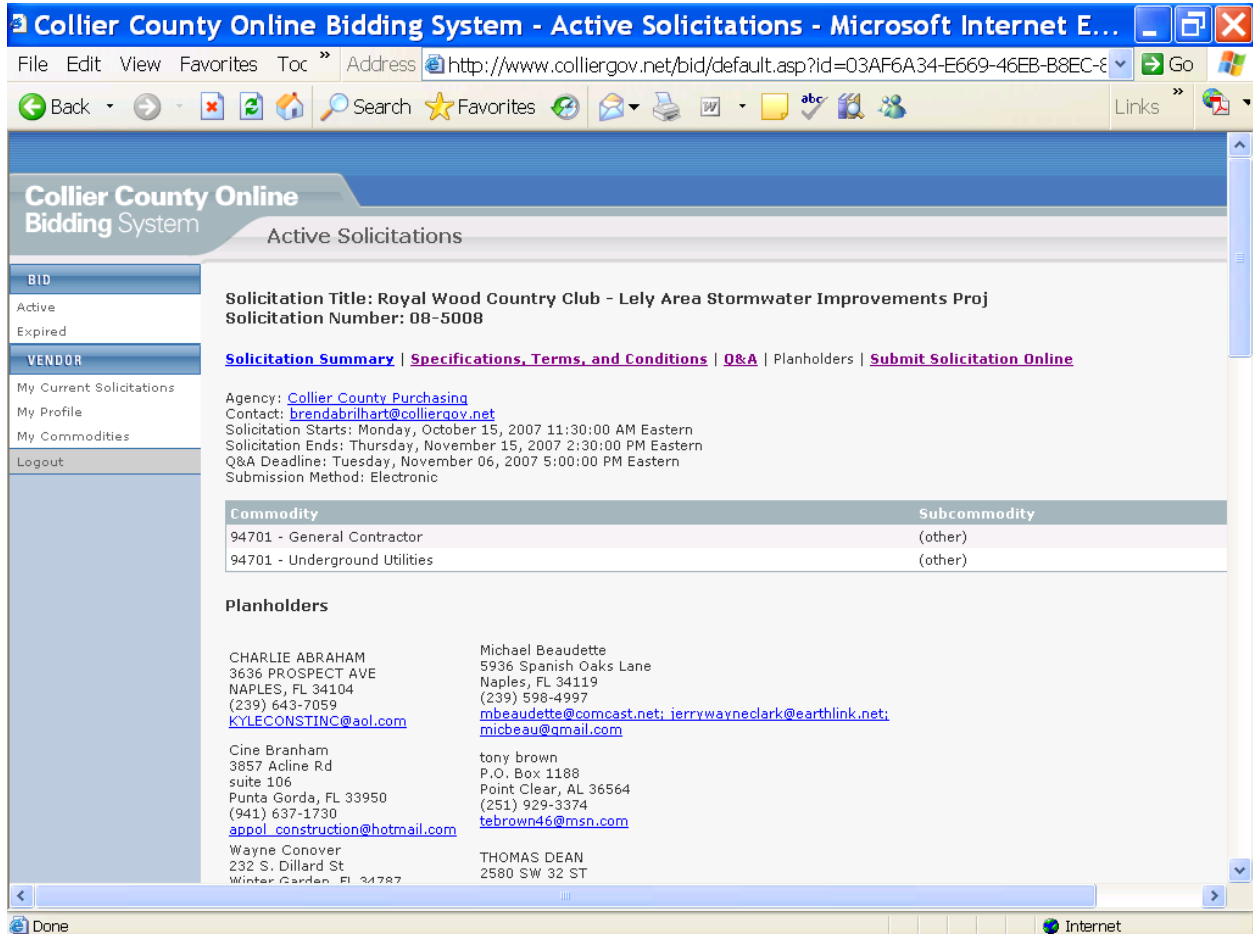 Collier County Online Bidding System - Active Solicitations - Microsoft Internet E...
File Edit View Favorites Toc » Address http://www.colliergov.net/bid/default.asp?id=03AF6A34-E669-46EB-B8EC- Go
Back Search Favorites Links »
Collier County Online
Bidding System
Active Solicitations
BID
Active
Expired
VENDOR
My Current Solicitations
My Profile
My Commodities
Logout
Solicitation Title: Royal Wood Country Club - Lely Area Stormwater Improvements Proj
Solicitation Number: 08-5008
Solicitation Summary | Specifications, Terms, and Conditions | Q&A | Planholders | Submit Solicitation Online
Agency: Collier County Purchasing
Contact: brendabrilhart@colliergov.net
Solicitation Starts: Monday, October 15, 2007 11:30:00 AM Eastern
Solicitation Ends: Thursday, November 15, 2007 2:30:00 PM Eastern
Q&A Deadline: Tuesday, November 06, 2007 5:00:00 PM Eastern
Submission Method: Electronic
Commodity Subcommodity
94701 - General Contractor (other)
94701 - Underground Utilities (other)
Planholders
CHARLIE ABRAHAM
3636 PROSPECT AVE
NAPLES, FL 34104
(239) 643-7059
KYLECONSTINC@aol.com
Michael Beaudette
5936 Spanish Oaks Lane
Naples, FL 34119
(239) 598-4997
mbeaudette@comcast.net; jerrywayneclark@earthlink.net;
micbeau@gmail.com
Cine Branham
3857 Acline Rd
suite 106
Punta Gorda, FL 33950
(941) 637-1730
appol_construction@hotmail.com
tony brown
P.O. Box 1188
Point Clear, AL 36564
(251) 929-3374
tebrown46@msn.com
Wayne Conover
232 S. Dillard St
Winter Garden, FL 34787
THOMAS DEAN
2580 SW 32 ST
Done
Internet